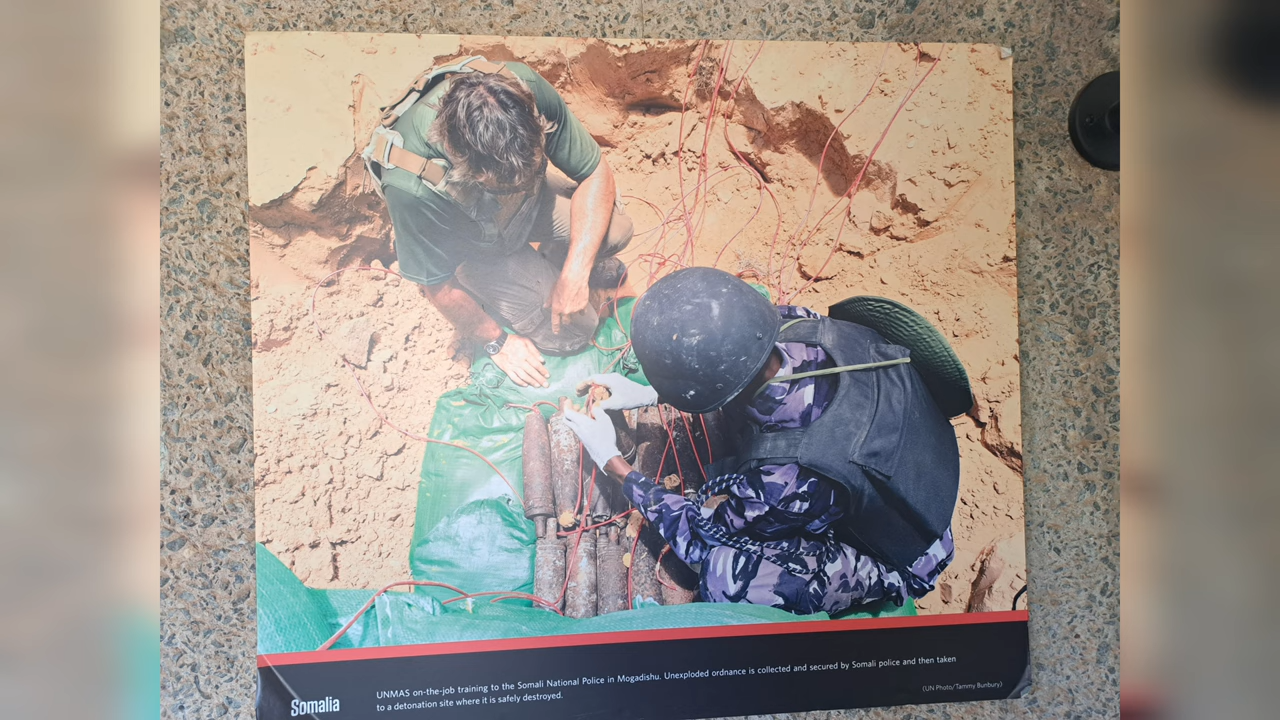 Somalia
UNMAS on-the-job training to the Somali National Police in Mogadishu. Unexploded ordnance is collected and secured by Somali police and then taken
to a detonation site where it is safely destroyed.
(UN Photo/Tammy Bunbury)